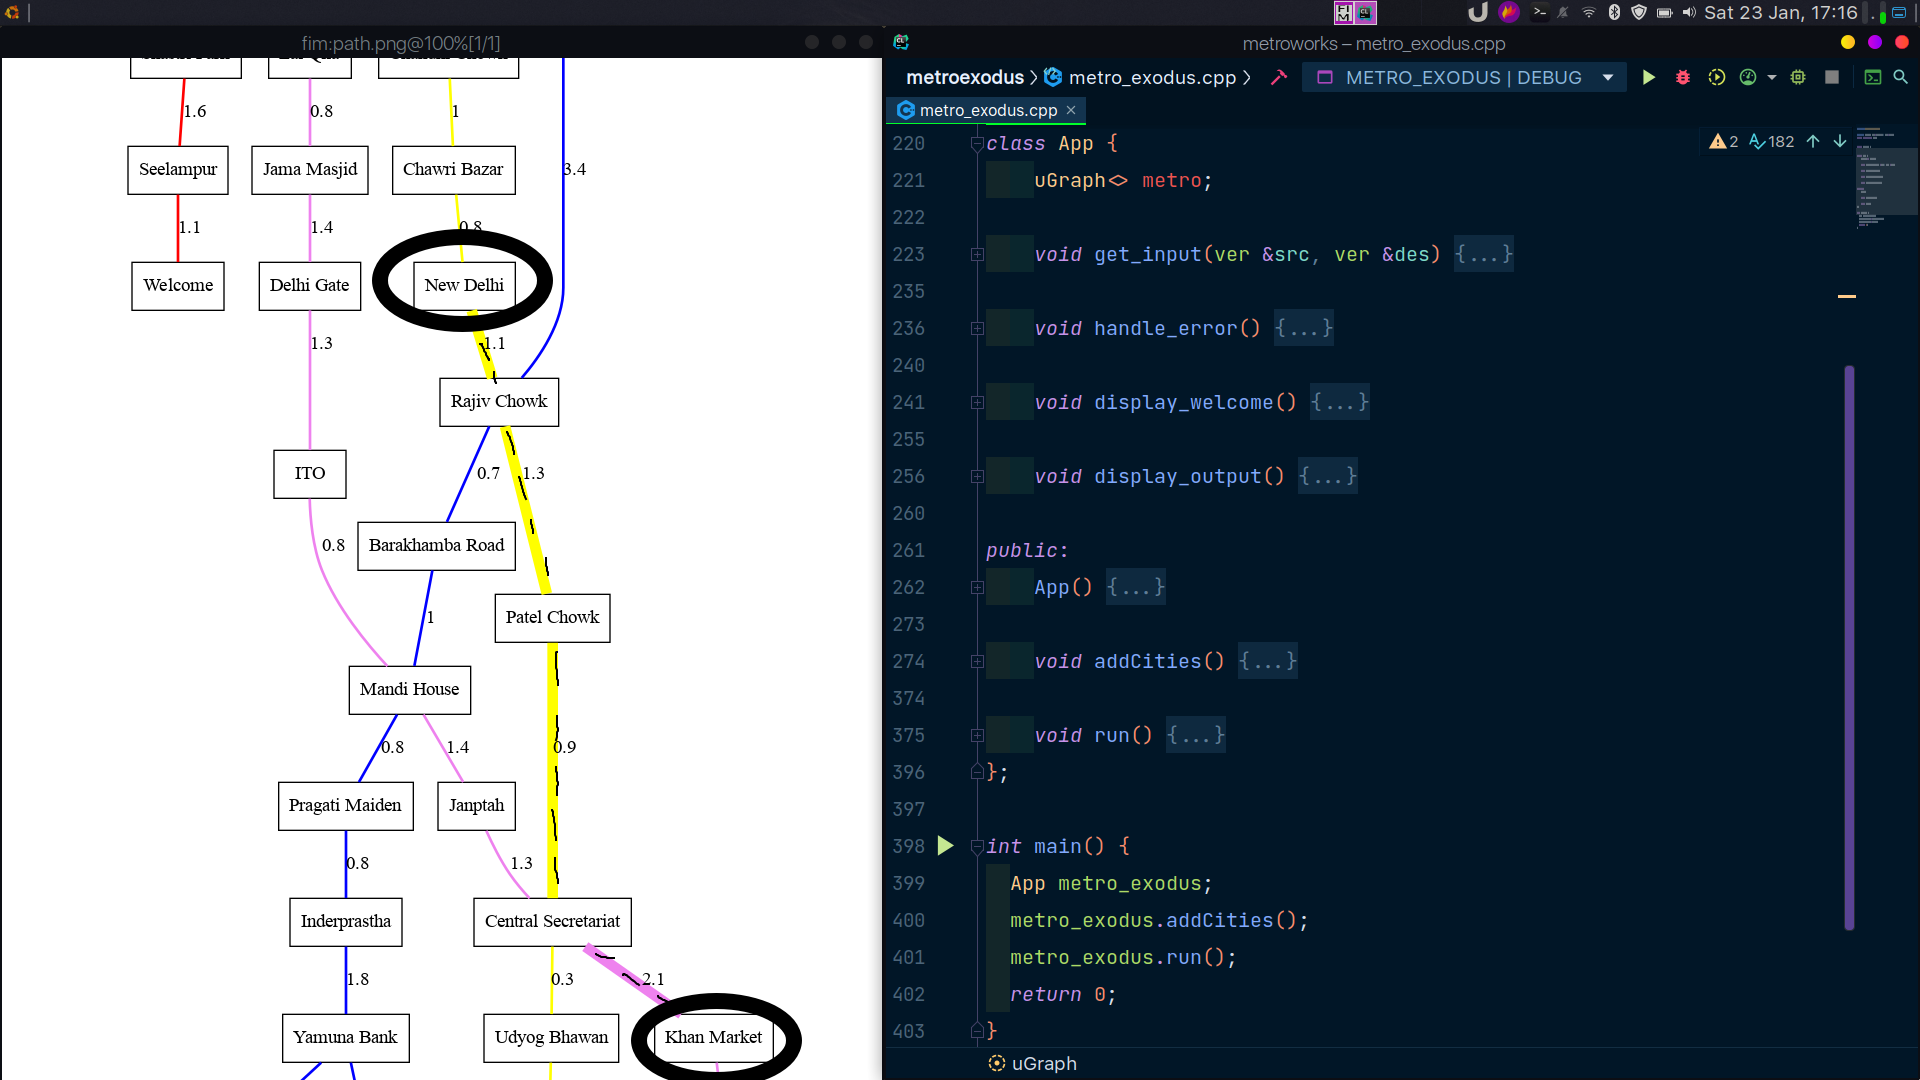 Sat 23 Jan, 17:16
fim:path.png@100%[1/1]
1.6
0.8
1
Seelampur
Jama Masjid
Chawri Bazar
3.4
1.1
1.4
0.8
Welcome
Delhi Gate
New Delhi
1.3
1.1
Rajiv Chowk
ITO
0.7
1.3
0.8
Barakhamba Road
1
Patel Chowk
Mandi House
0.8
1.4
0.9
Pragati Maiden
Janptah
0.8
1.3
Inderprastha
Central Secretariat
1.8
0.3
2.1
Yamuna Bank
Udyog Bhawan
Khan Market
metroworks – metro_exodus.cpp
metroexodus metro_exodus.cpp METRO_EXODUS | DEBUG
metro_exodus.cpp
2 182
220 class App {
221 uGraph<> metro;
222
223 void get_input(ver &src, ver &des) {...}
235
236 void handle_error() {...}
240
241 void display_welcome() {...}
255
256 void display_output() {...}
260
261 public:
262 App() {...}
273
274 void addCities() {...}
374
375 void run() {...}
396 };
397
398 int main() {
399 App metro_exodus;
400 metro_exodus.addCities();
401 metro_exodus.run();
402 return 0;
403 }
uGraph